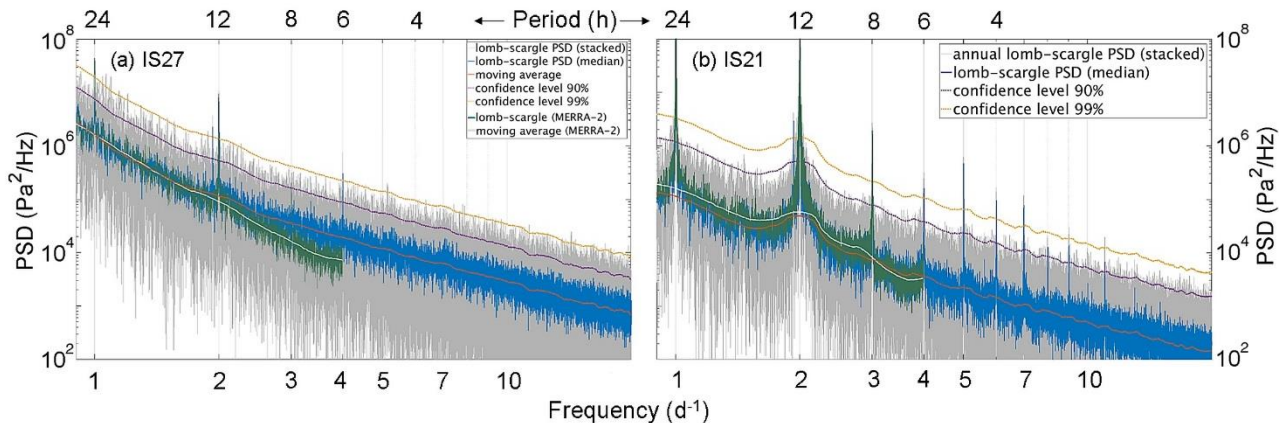 24 12 8 6 4 ← Period (h) → 24 12 8 6 4
10⁸ (a) IS27
lomb-scargle PSD (stacked)
lomb-scargle PSD (median)
moving average
confidence level 90%
confidence level 99%
lomb-scargle (MERRA-2)
moving average (MERRA-2)
10⁶
10⁴
10²
PSD (Pa²/Hz)
1 2 3 4 5 7 10
(b) IS21 10⁸
annual lomb-scargle PSD (stacked)
lomb-scargle PSD (median)
confidence level 90%
confidence level 99%
10⁶
10⁴
10²
PSD (Pa²/Hz)
1 2 3 4 5 7 10
Frequency (d⁻¹)